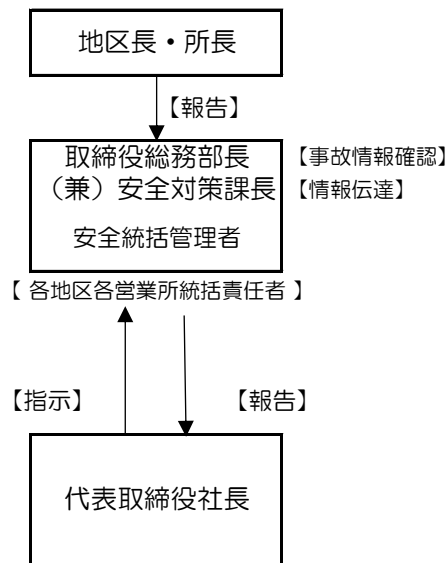 地区長・所長
【報告】
取締役総務部長
【事故情報確認】
（兼）安全対策課長
【情報伝達】
安全統括管理者
【 各地区各営業所統括責任者 】
【指示】
【報告】
代表取締役社長